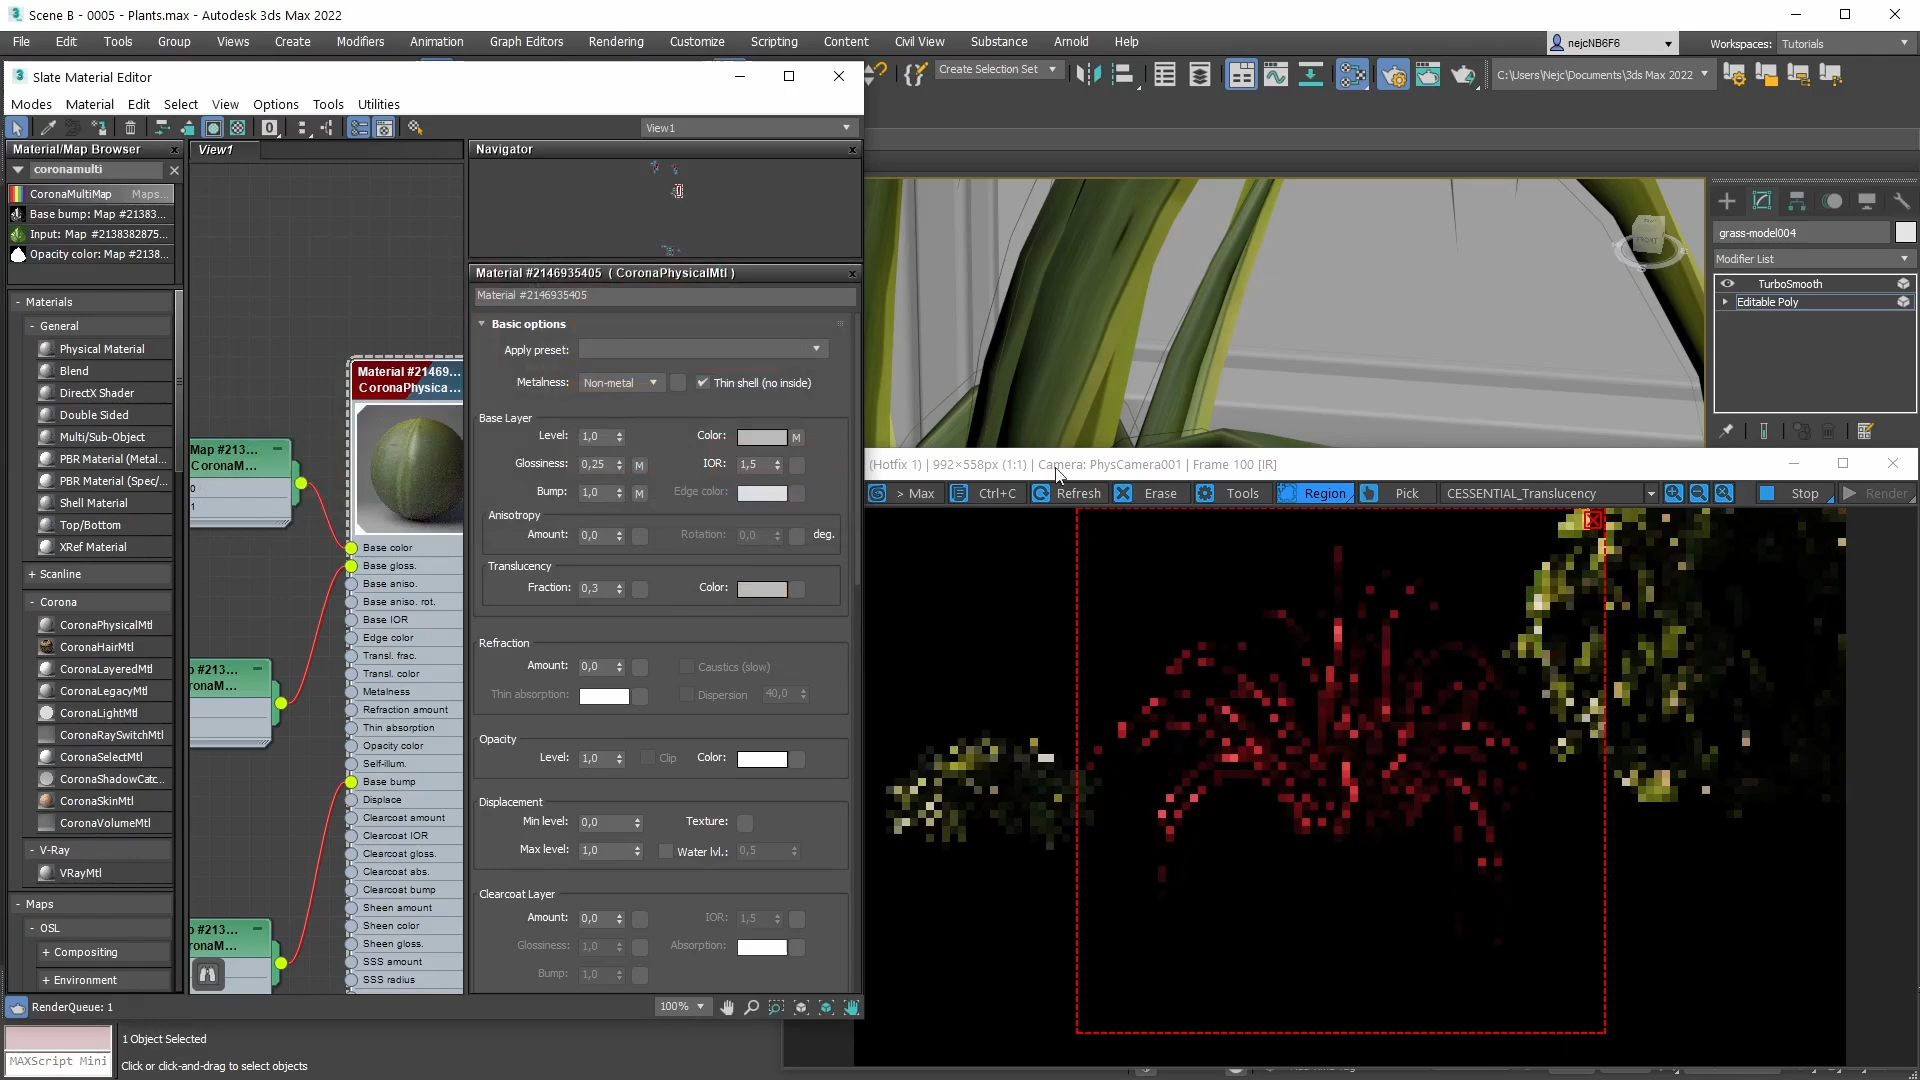 Scene B - 0005 - Plants.max - Autodesk 3ds Max 2022
File Edit Tools Group Views Create Modifiers Animation Graph Editors Rendering Customize Scripting Content Civil View Substance Arnold Help
nejcNB6F6
Workspaces: Tutorials
Slate Material Editor
Create Selection Set
C:\Users\Nejc\Documents\3ds Max 2022
Modes Material Edit Select View Options Tools Utilities
View1
Material/Map Browser
View1
Navigator
coronamulti
CoronaMultiMap Maps...
Base bump: Map #21383...
Input: Map #2138382875...
Opacity color: Map #2138...
- Materials
- General
Physical Material
Blend
DirectX Shader
Double Sided
Multi/Sub-Object
PBR Material (Metal...
PBR Material (Spec/...
Shell Material
Top/Bottom
XRef Material
+ Scanline
- Corona
CoronaPhysicalMtl
CoronaHairMtl
CoronaLayeredMtl
CoronaLegacyMtl
CoronaLightMtl
CoronaRaySwitchMtl
CoronaSelectMtl
CoronaShadowCatc...
CoronaSkinMtl
CoronaVolumeMtl
- V-Ray
VRayMtl
- Maps
- OSL
+ Compositing
+ Environment
Map #213...
CoronaM...
0
1
p #213...
ronaM...
p #213...
ronaM...
Material #21469...
CoronaPhysica...
Base color
Base gloss.
Base aniso.
Base aniso. rot.
Base IOR
Edge color
Transl. frac.
Transl. color
Metalness
Refraction amount
Thin absorption
Opacity color
Self-illum.
Base bump
Displace
Clearcoat amount
Clearcoat IOR
Clearcoat gloss.
Clearcoat abs.
Clearcoat bump
Sheen amount
Sheen color
Sheen gloss.
SSS amount
SSS radius
Material #2146935405 ( CoronaPhysicalMtl )
Material #2146935405
Basic options
Apply preset:
Metalness: Non-metal Thin shell (no inside)
Base Layer
Level: 1,0 Color: M
Glossiness: 0,25 M IOR: 1,5
Bump: 1,0 M Edge color:
Anisotropy
Amount: 0,0 Rotation: 0,0 deg.
Translucency
Fraction: 0,3 Color:
Refraction
Amount: 0,0 Caustics (slow)
Thin absorption: Dispersion 40,0
Opacity
Level: 1,0 Clip Color:
Displacement
Min level: 0,0 Texture:
Max level: 1,0 Water lvl.: 0,5
Clearcoat Layer
Amount: 0,0 IOR: 1,5
Glossiness: 1,0 Absorption:
Bump: 1,0
FRONT
grass-model004
Modifier List
TurboSmooth
Editable Poly
(Hotfix 1) | 992×558px (1:1) | Camera: PhysCamera001 | Frame 100 [IR]
> Max Ctrl+C Refresh Erase Tools Region Pick CESSENTIAL_Translucency Stop Render
RenderQueue: 1
100%
1 Object Selected
MAXScript Mini
Click or click-and-drag to select objects